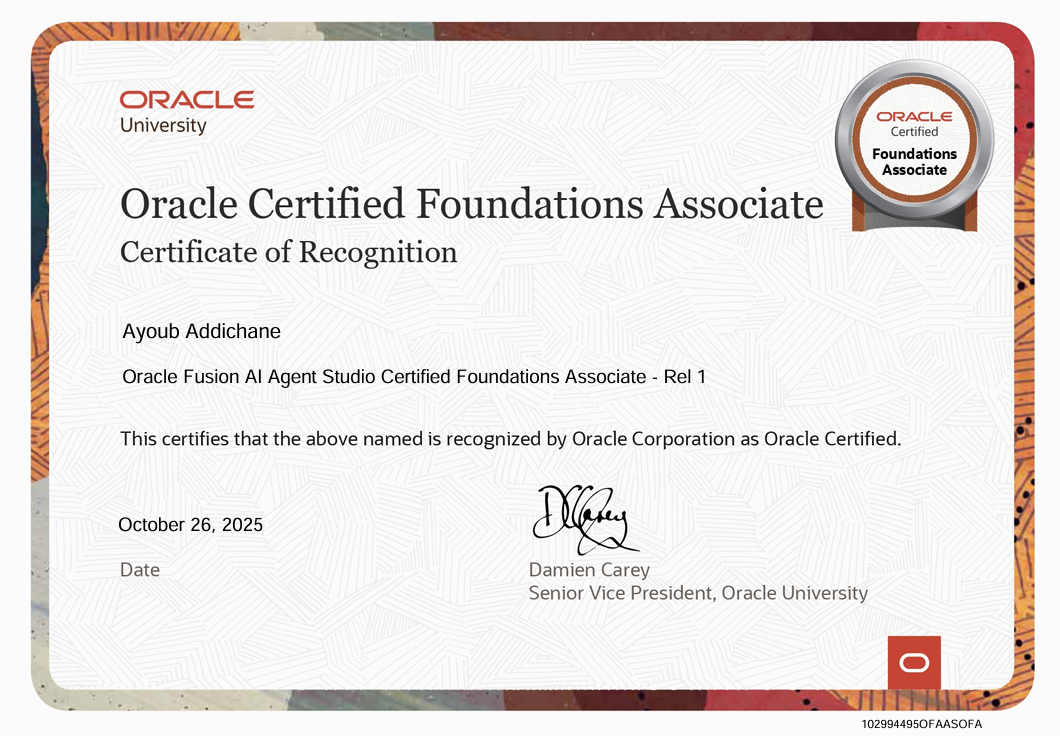 ORACLE
University
ORACLE
Certified
Foundations
Associate
Oracle Certified Foundations Associate
Certificate of Recognition
Ayoub Addichane
Oracle Fusion AI Agent Studio Certified Foundations Associate - Rel 1
This certifies that the above named is recognized by Oracle Corporation as Oracle Certified.
October 26, 2025
Date
DCCarey
Damien Carey
Senior Vice President, Oracle University
102994495OFAASOFA